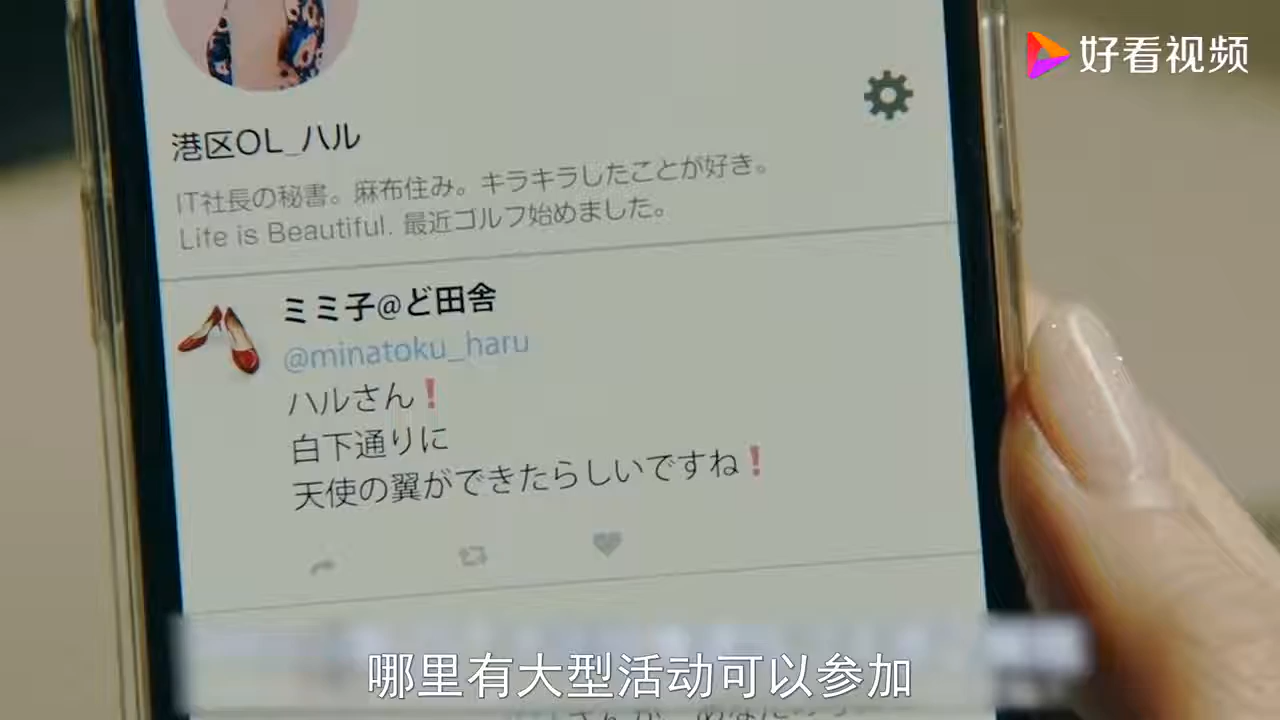 好看视频
港区OL_ハル
IT社長の秘書。麻布住み。キラキラしたことが好き。
Life is Beautiful. 最近ゴルフ始めました。
ミミ子@ど田舎
@minatoku_haru
ハルさん❗
白下通りに
天使の翼ができたらしいですね❗
哪里有大型活动可以参加